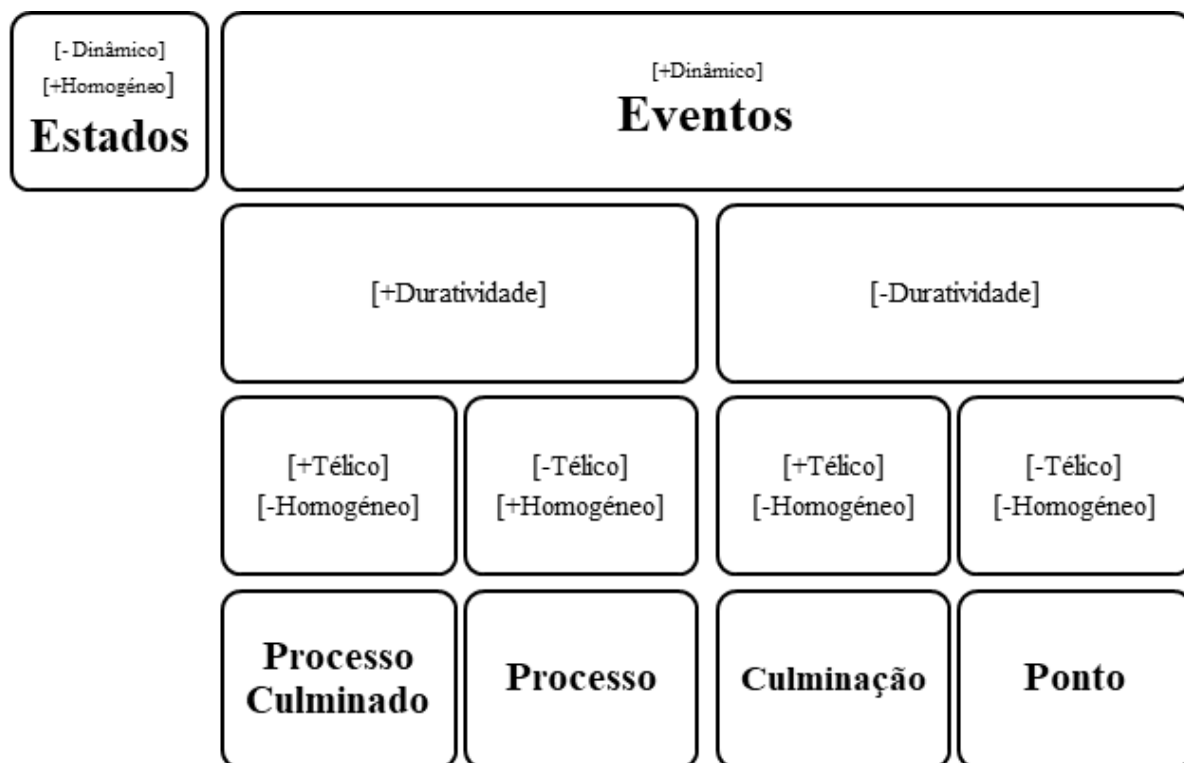 [-Dinâmico]
[+Homogéneo]
Estados
[+Dinâmico]
Eventos
[+Duratividade]
[-Duratividade]
[+Télico]
[-Homogéneo]
[-Télico]
[+Homogéneo]
[+Télico]
[-Homogéneo]
[-Télico]
[-Homogéneo]
Processo
Culminado
Processo
Culminação
Ponto